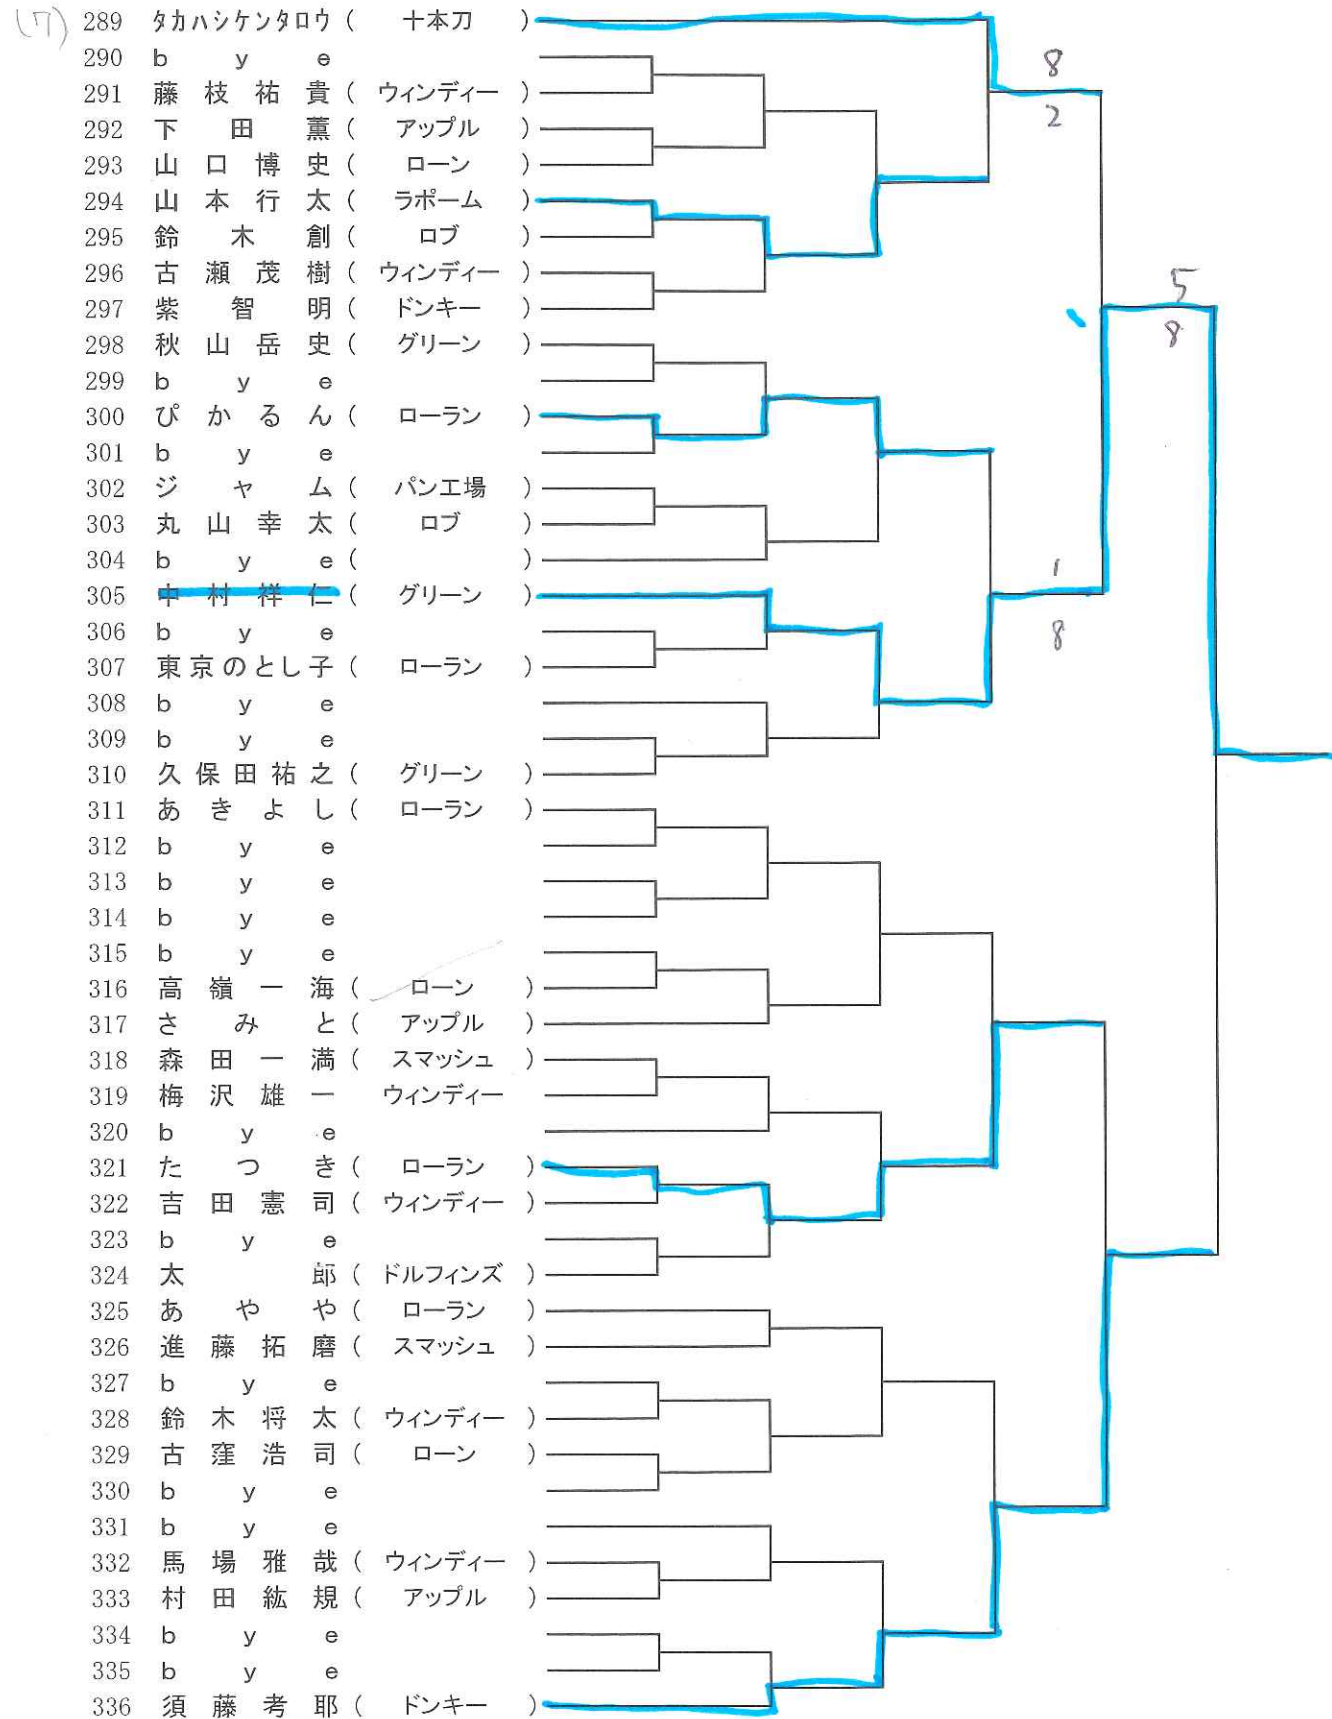 (7) 289 タカハシケンタロウ ( 十本刀 )
290 bye
8
291 藤枝祐貴 ( ウィンディー )
2
292 下田薫 ( アップル )
293 山口博史 ( ローン )
294 山本行太 ( ラポーム )
295 鈴木創 ( ロブ )
296 古瀬茂樹 ( ウィンディー )
5
297 紫智明 ( ドンキー )
8
298 秋山岳史 ( グリーン )
299 bye
300 ぴかるん ( ローラン )
301 bye
302 ジャム ( パン工場 )
303 丸山幸太 ( ロブ )
304 bye ( )
1
305 中村祥仁 ( グリーン )
306 bye
8
307 東京のとし子 ( ローラン )
308 bye
309 bye
310 久保田祐之 ( グリーン )
311 あきよし ( ローラン )
312 bye
313 bye
314 bye
315 bye
316 高嶺一海 ( ローン )
317 さみと ( アップル )
318 森田一満 ( スマッシュ )
319 梅沢雄一 ウィンディー
320 bye
321 たつき ( ローラン )
322 吉田憲司 ( ウィンディー )
323 bye
324 太郎 ( ドルフィンズ )
325 あやや ( ローラン )
326 進藤拓磨 ( スマッシュ )
327 bye
328 鈴木将太 ( ウィンディー )
329 古窪浩司 ( ローン )
330 bye
331 bye
332 馬場雅哉 ( ウィンディー )
333 村田紘規 ( アップル )
334 bye
335 bye
336 須藤考耶 ( ドンキー )